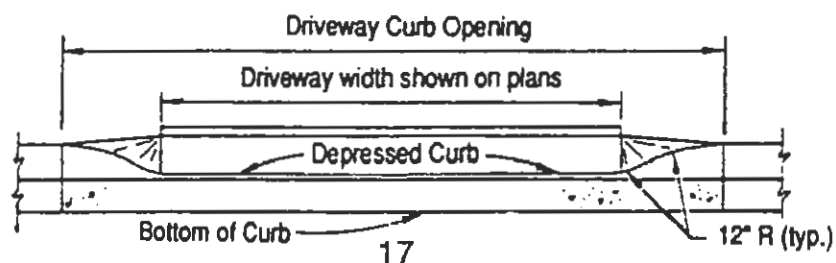 Driveway Curb Opening
Driveway width shown on plans
Depressed Curb
Bottom of Curb
12" R (typ.)
17